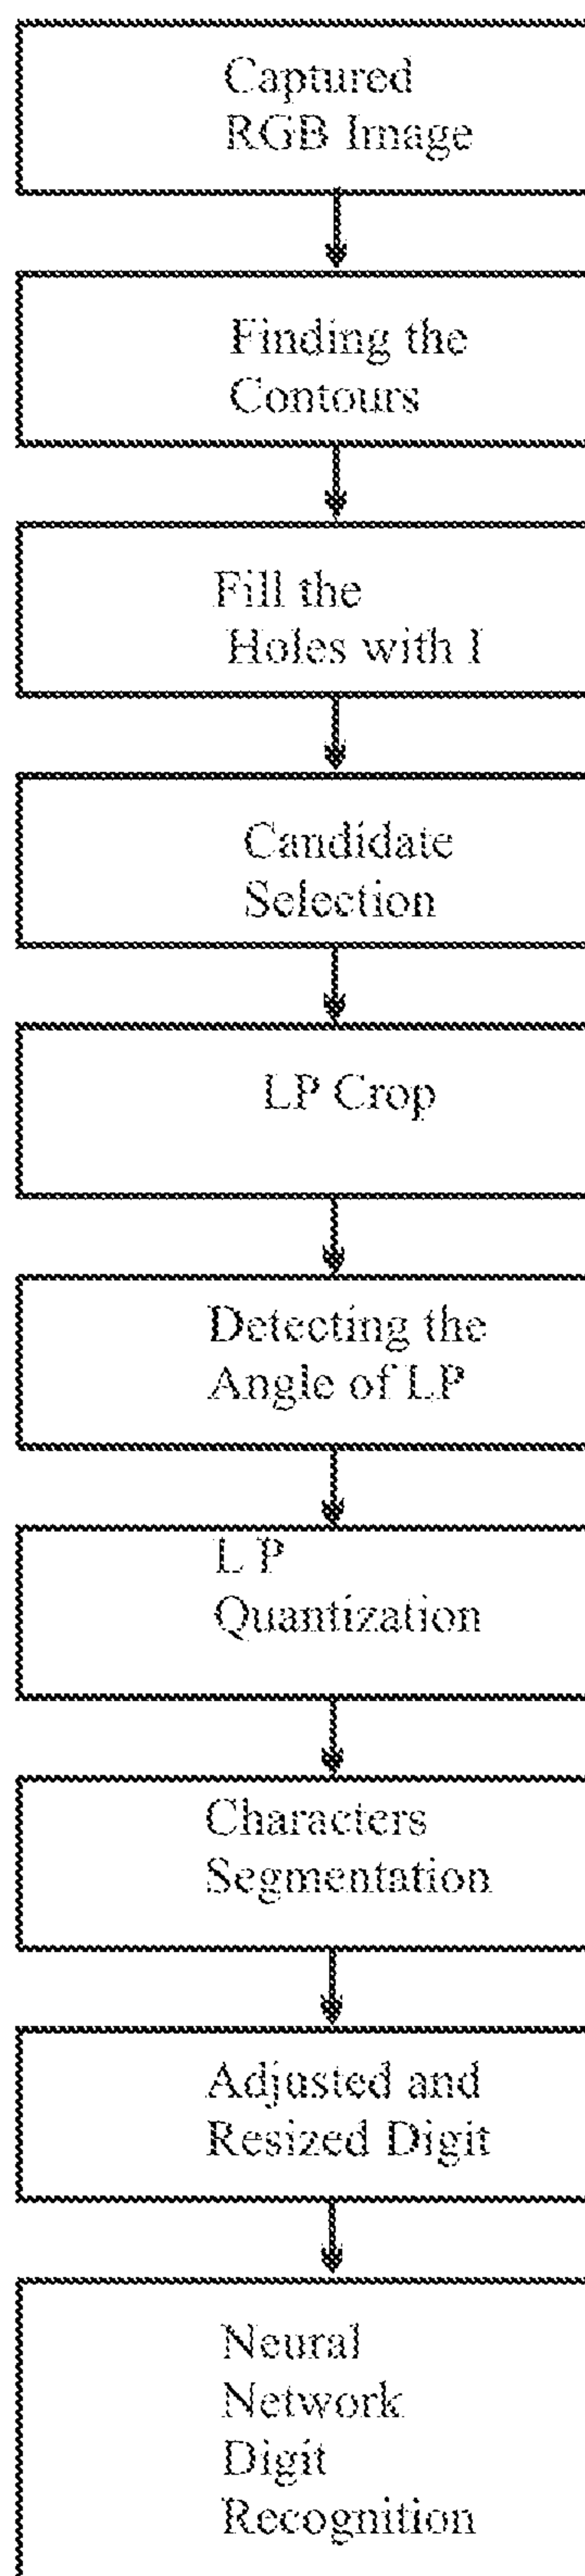 Captured
RGB Image
Finding the
Contours
Fill the
Holes with I
Candidate
Selection
LP Crop
Detecting the
Angle of LP
L P
Quantization
Characters
Segmentation
Adjusted and
Resized Digit
Neural
Network
Digit
Recognition